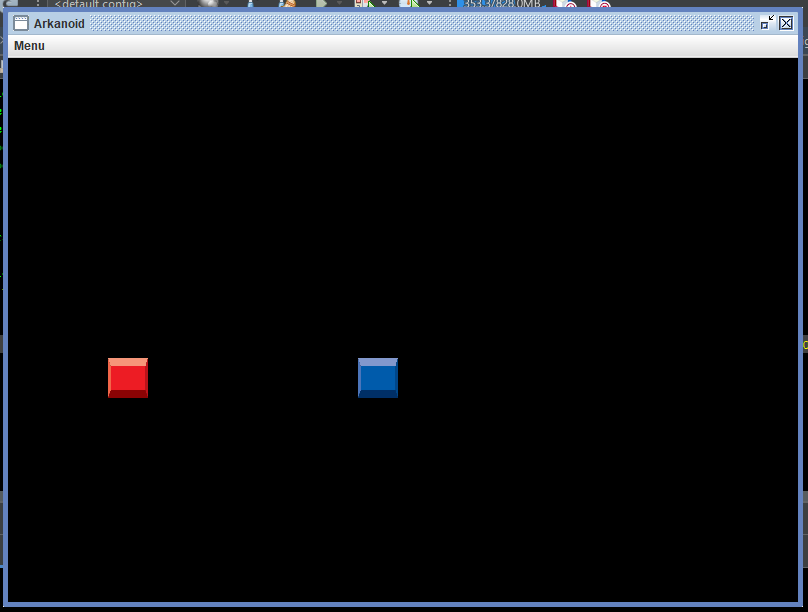 <default config>
353,3/828,0MB
Arkanoid
Menu